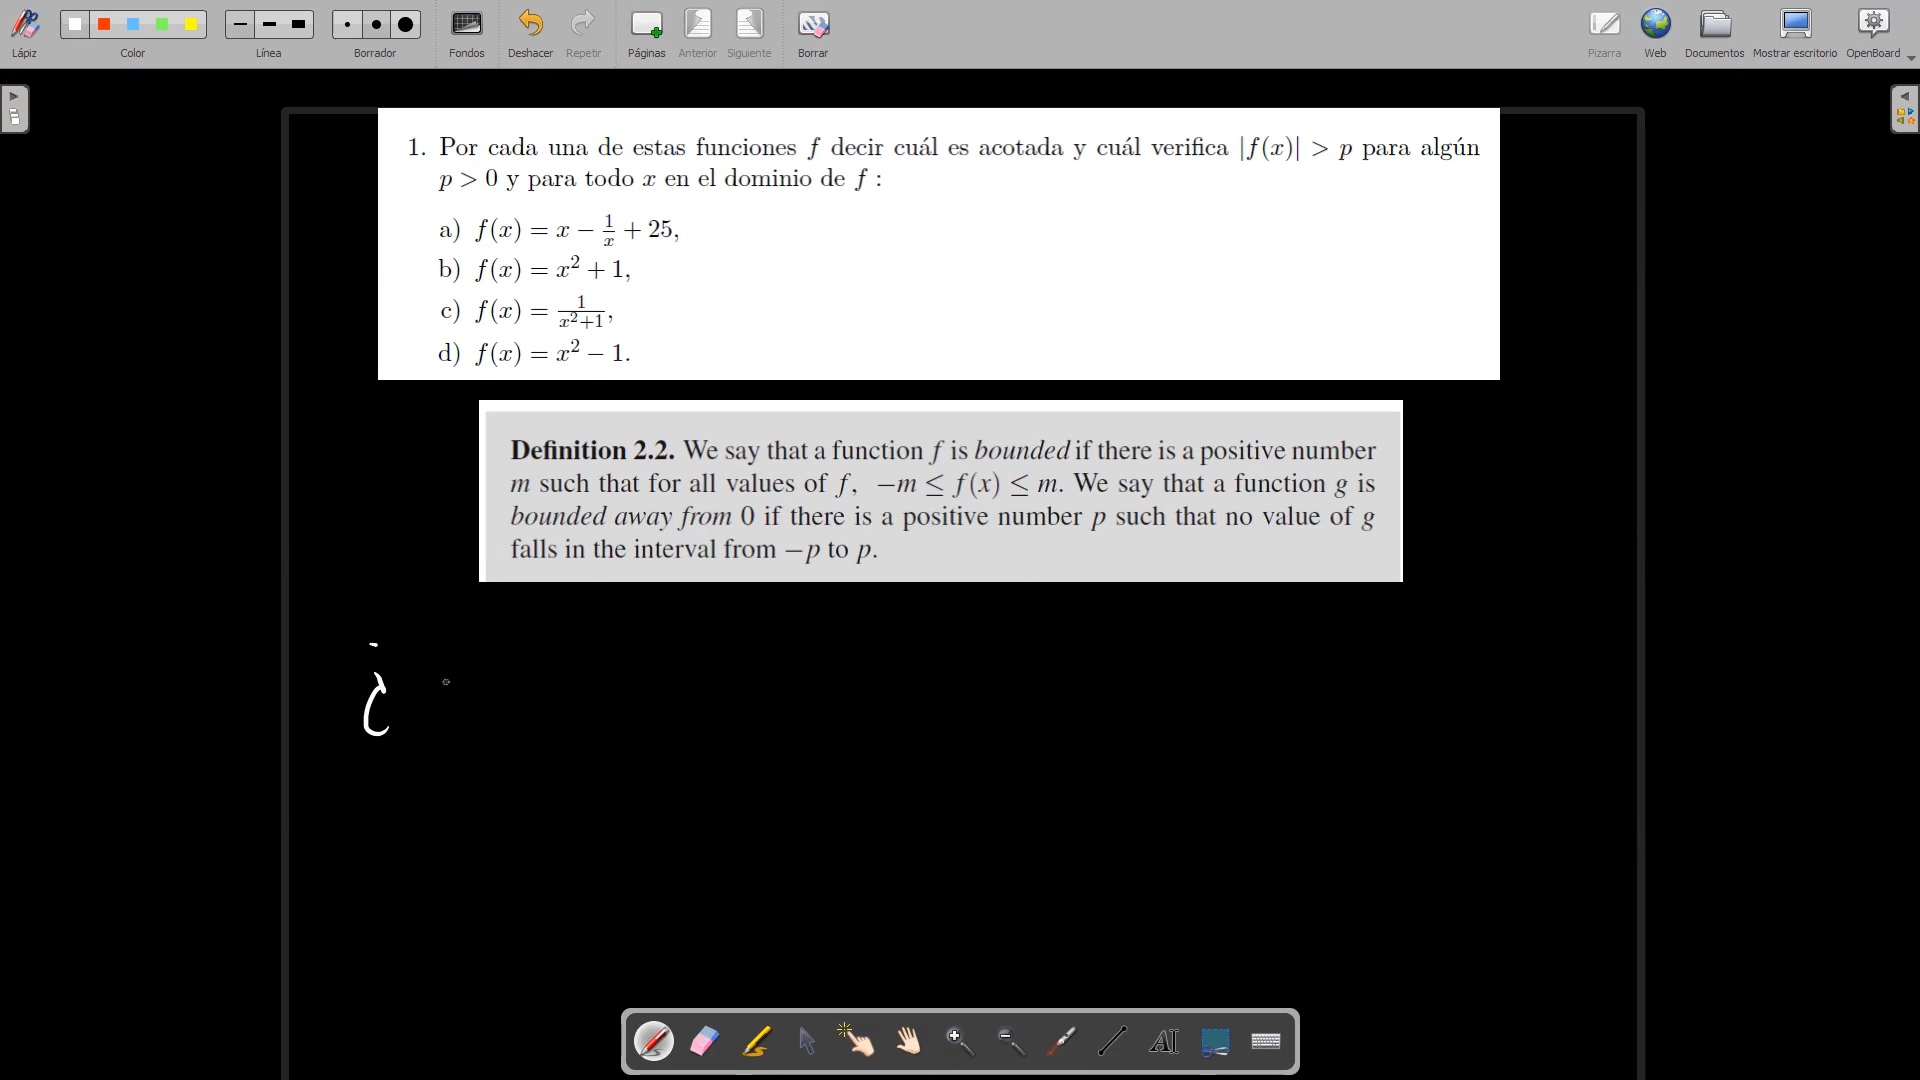 Lápiz Color Línea Borrador Fondos Deshacer Repetir Páginas Anterior Siguiente Borrar Pizarra Web Documentos Mostrar escritorio OpenBoard
1. Por cada una de estas funciones f decir cuál es acotada y cuál verifica |f(x)| > p para algún
p > 0 y para todo x en el dominio de f :
a) f(x) = x − 1/x + 25,
b) f(x) = x² + 1,
c) f(x) = 1/(x²+1),
d) f(x) = x² − 1.
Definition 2.2. We say that a function f is bounded if there is a positive number
m such that for all values of f, −m ≤ f(x) ≤ m. We say that a function g is
bounded away from 0 if there is a positive number p such that no value of g
falls in the interval from −p to p.